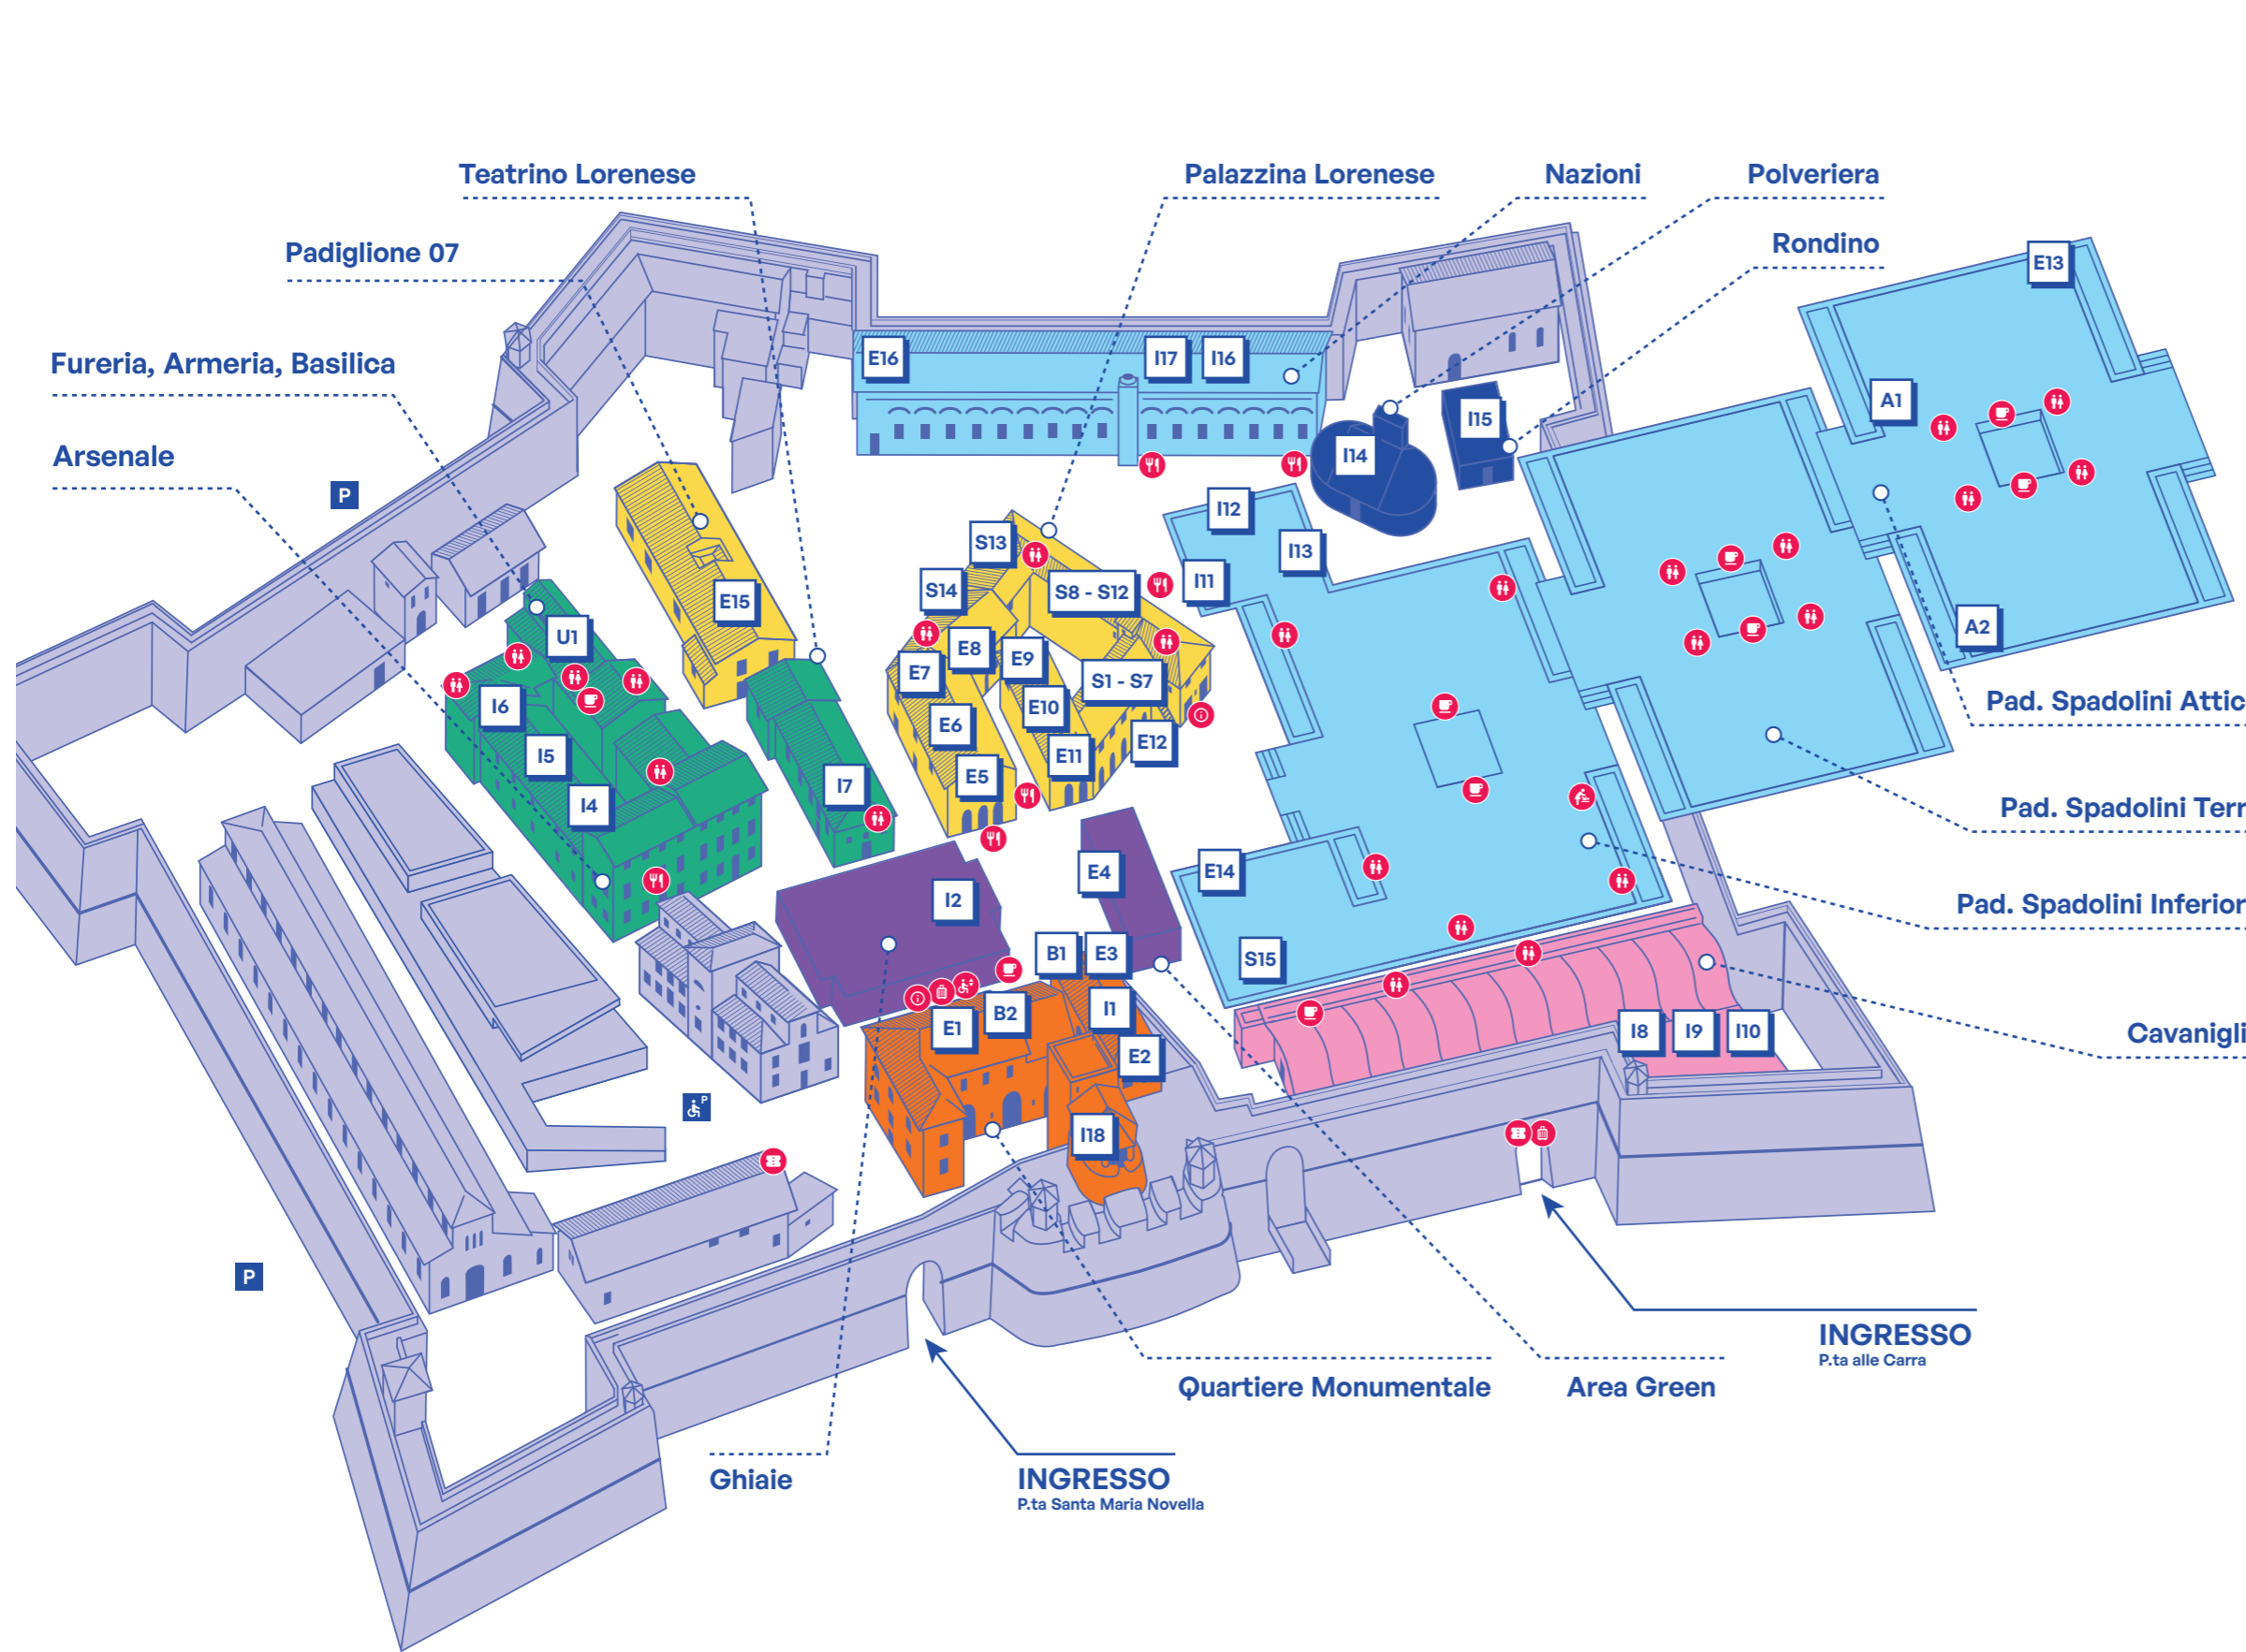 Teatrino Lorenese
Palazzina Lorenese
Nazioni
Polveriera
Padiglione 07
Rondino
E13
Fureria, Armeria, Basilica
E16
I17
I16
A1
Arsenale
I15
I14
P
I12
S13
I13
I11
S14
S8 - S12
E15
U1
A2
E8
E9
E7
S1 - S7
I6
E10
Pad. Spadolini Attic
E6
E12
I5
E11
E5
I7
I4
Pad. Spadolini Terr
E14
E4
I2
Pad. Spadolini Inferior
B1
E3
S15
I1
B2
E1
I8
I9
I10
Cavanigli
E2
P
I18
P
INGRESSO
P.ta alle Carra
Quartiere Monumentale
Area Green
Ghiaie
INGRESSO
P.ta Santa Maria Novella